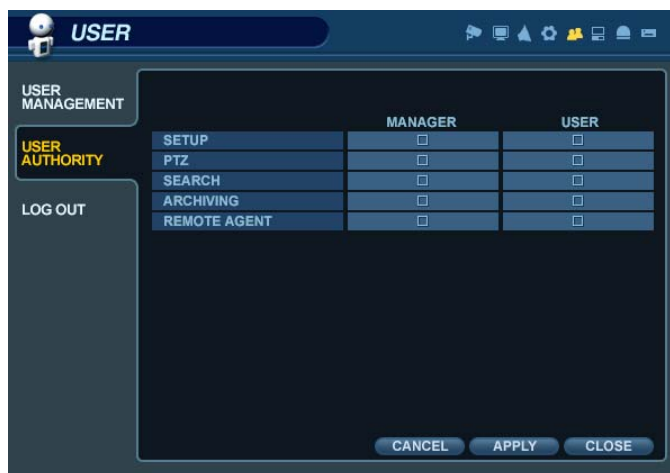 USER
USER
MANAGEMENT
USER
AUTHORITY
LOG OUT
MANAGER USER
SETUP
PTZ
SEARCH
ARCHIVING
REMOTE AGENT
CANCEL APPLY CLOSE